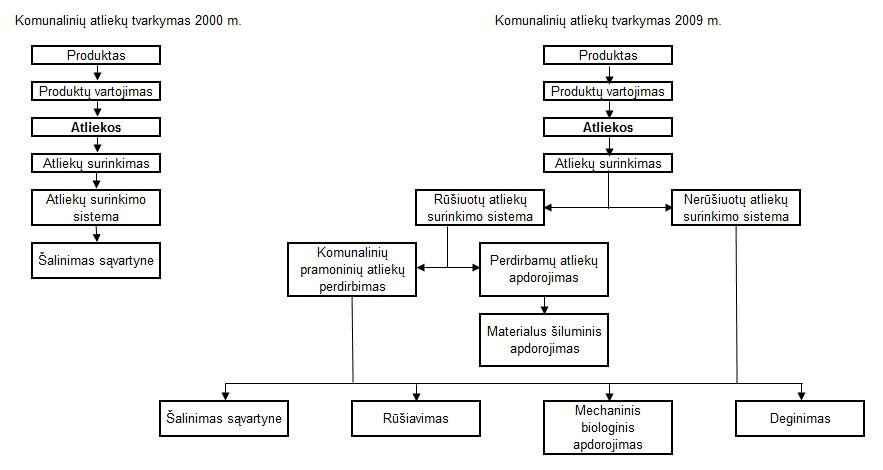 Komunalinių atliekų tvarkymas 2000 m.
Produktas
Produktų vartojimas
Atliekos
Atliekų surinkimas
Atliekų surinkimo
sistema
Šalinimas sąvartyne
Komunalinių atliekų tvarkymas 2009 m.
Produktas
Produktų vartojimas
Atliekos
Atliekų surinkimas
Rūšiuotų atliekų
surinkimo sistema
Nerūšiuotų atliekų
surinkimo sistema
Komunalinių
pramoninių atliekų
perdirbimas
Perdirbamų atliekų
apdorojimas
Materialus šiluminis
apdorojimas
Šalinimas sąvartyne
Rūšiavimas
Mechaninis
biologinis
apdorojimas
Deginimas